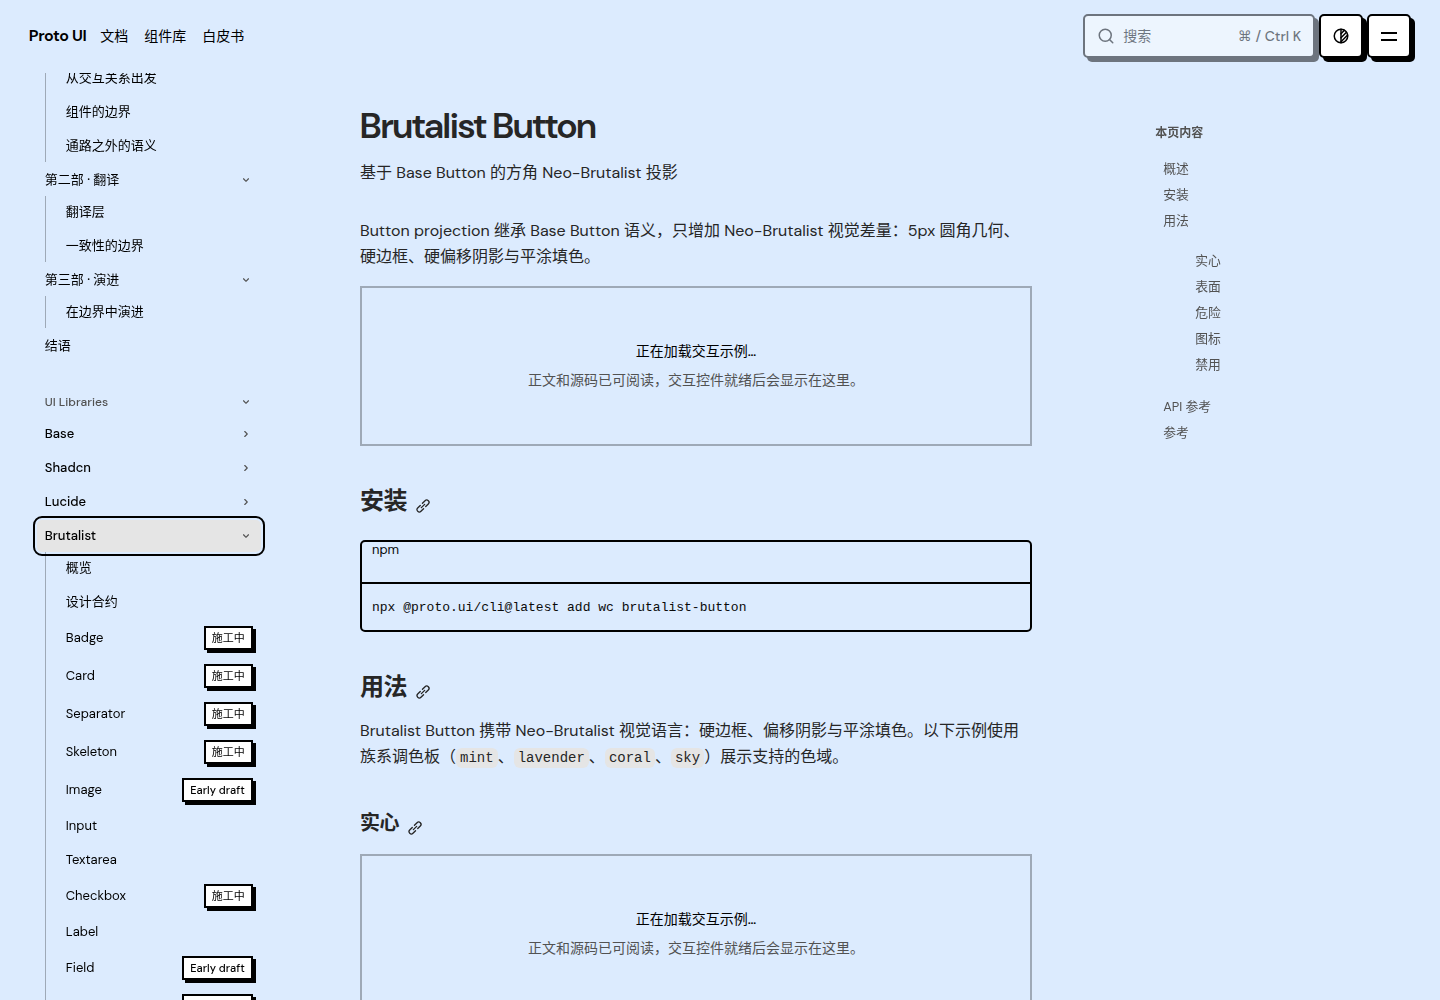 Proto UI 文档 组件库 白皮书
搜索 ⌘ / Ctrl K
从交互关系出发
组件的边界
通路之外的语义
第二部 · 翻译
翻译层
一致性的边界
第三部 · 演进
在边界中演进
结语
UI Libraries
Base
Shadcn
Lucide
Brutalist
概览
设计合约
Badge 施工中
Card 施工中
Separator 施工中
Skeleton 施工中
Image Early draft
Input
Textarea
Checkbox 施工中
Label
Field Early draft
Brutalist Button
基于 Base Button 的方角 Neo-Brutalist 投影
Button projection 继承 Base Button 语义，只增加 Neo-Brutalist 视觉差量：5px 圆角几何、
硬边框、硬偏移阴影与平涂填色。
正在加载交互示例…
正文和源码已可阅读，交互控件就绪后会显示在这里。
安装
npm
npx @proto.ui/cli@latest add wc brutalist-button
用法
Brutalist Button 携带 Neo-Brutalist 视觉语言：硬边框、偏移阴影与平涂填色。以下示例使用
族系调色板（mint、lavender、coral、sky）展示支持的色域。
实心
正在加载交互示例…
正文和源码已可阅读，交互控件就绪后会显示在这里。
本页内容
概述
安装
用法
实心
表面
危险
图标
禁用
API 参考
参考